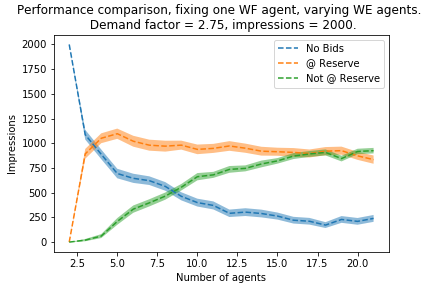 Performance comparison, fixing one WF agent, varying WE agents.
Demand factor = 2.75, impressions = 2000.
No Bids
@ Reserve
Not @ Reserve
Impressions
2000
1750
1500
1250
1000
750
500
250
0
2.5 5.0 7.5 10.0 12.5 15.0 17.5 20.0
Number of agents